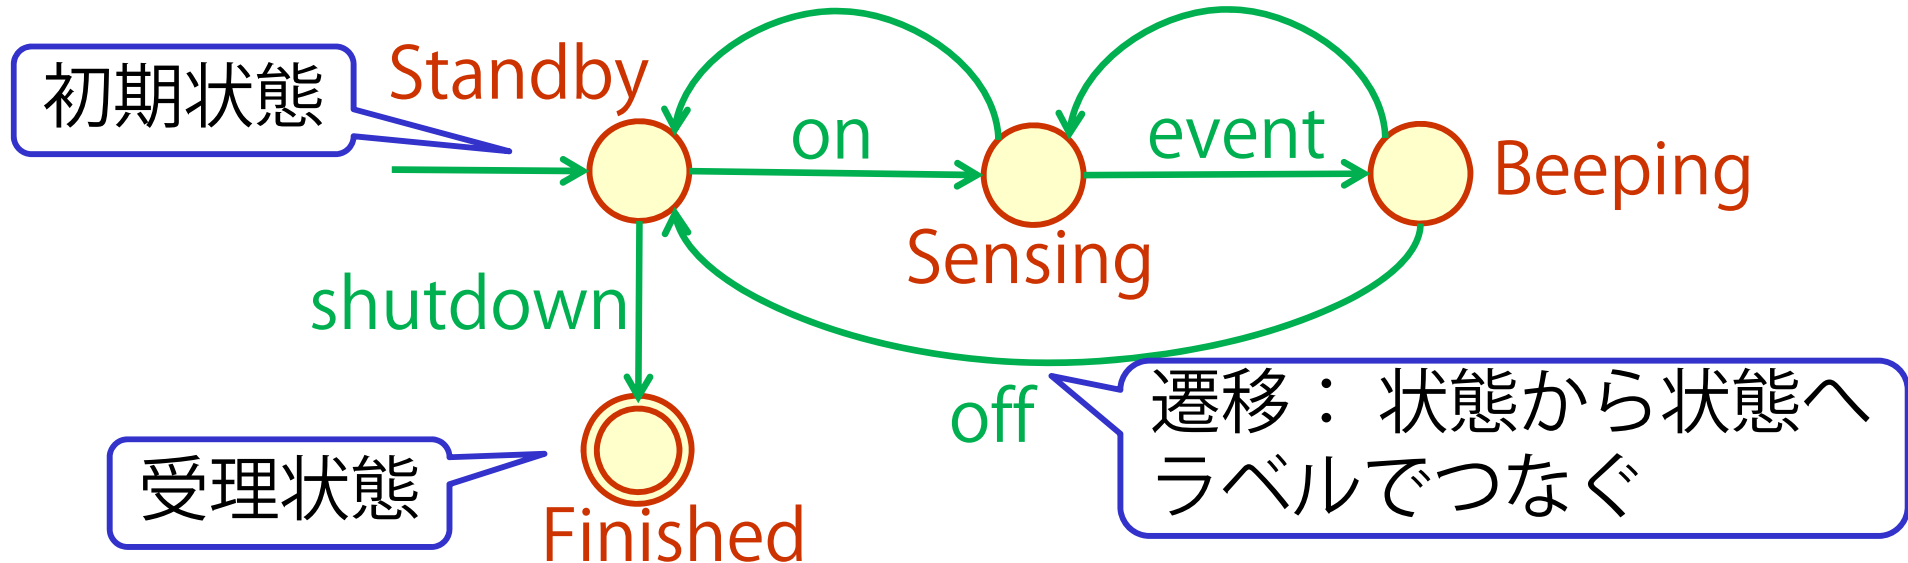 初期状態
Standby
on
event
Beeping
Sensing
shutdown
off
遷移： 状態から状態へ
ラベルでつなぐ
受理状態
Finished